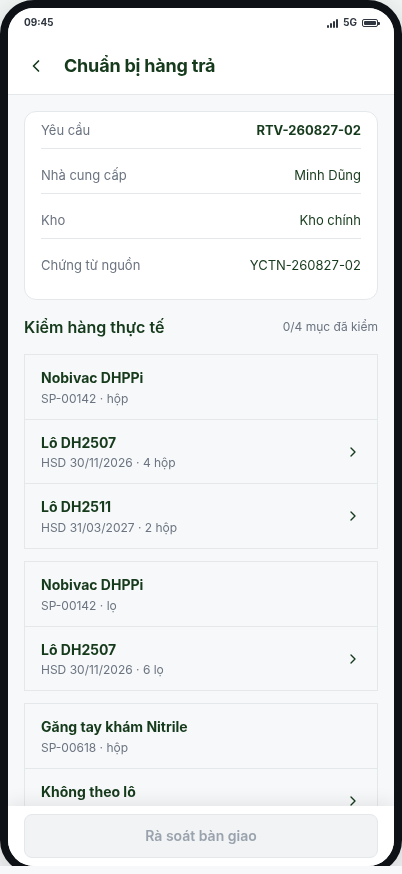 09:45
5G
Chuẩn bị hàng trả
Yêu cầu RTV-260827-02
Nhà cung cấp Minh Dũng
Kho Kho chính
Chứng từ nguồn YCTN-260827-02
Kiểm hàng thực tế 0/4 mục đã kiểm
Nobivac DHPPi
SP-00142 · hộp
Lô DH2507
HSD 30/11/2026 · 4 hộp
Lô DH2511
HSD 31/03/2027 · 2 hộp
Nobivac DHPPi
SP-00142 · lọ
Lô DH2507
HSD 30/11/2026 · 6 lọ
Găng tay khám Nitrile
SP-00618 · hộp
Không theo lô
Rà soát bàn giao